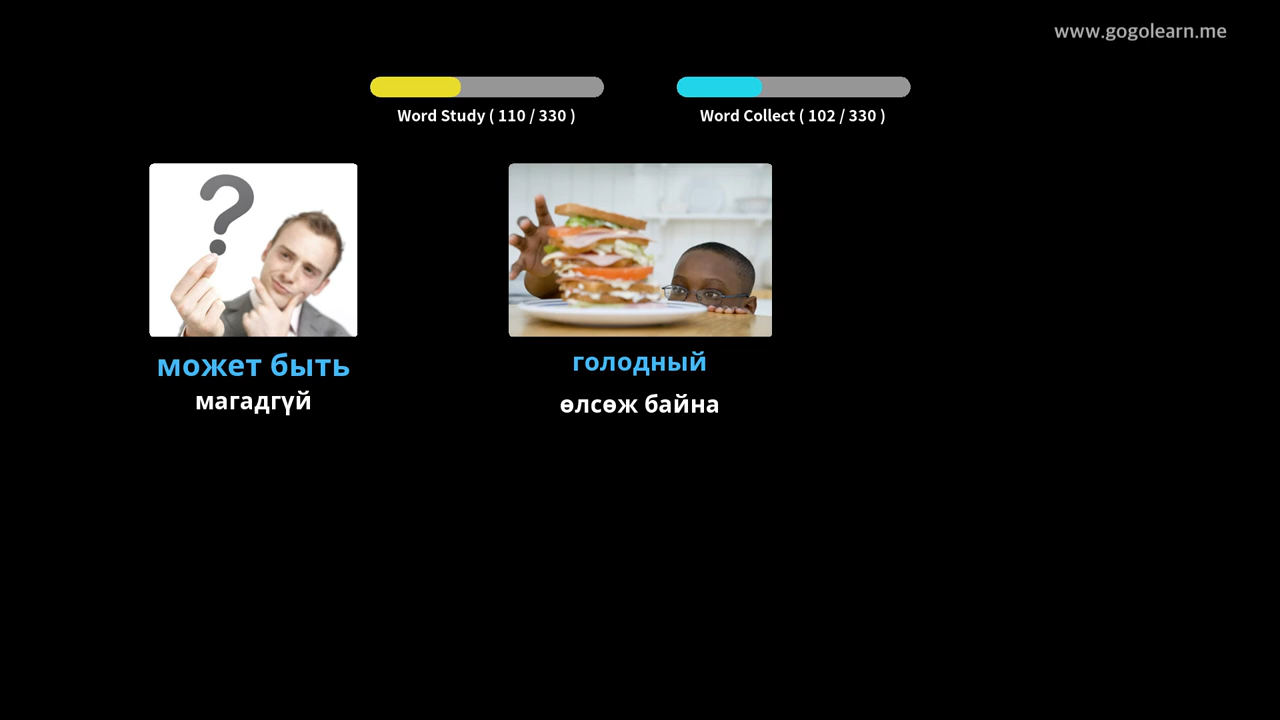 www.gogolearn.me
Word Study ( 110 / 330 )
Word Collect ( 102 / 330 )
может быть
магадгүй
голодный
өлсөж байна